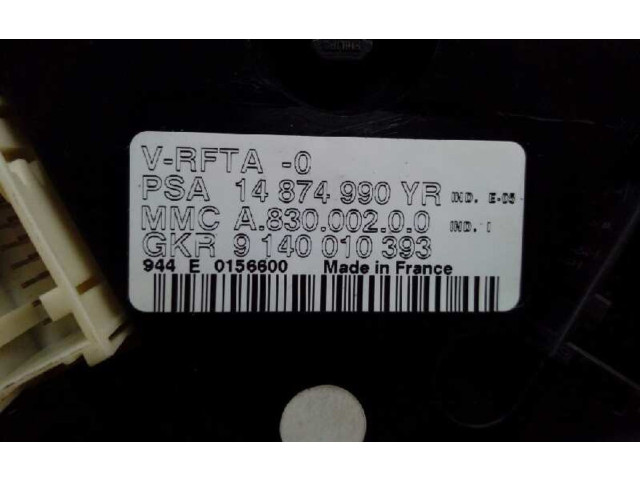 V-RFTA -0
PSA 14 874 990 YR IND. E-05
MMC A.830.002.0.0 IND. I
GKR 9 140 010 393
944 E 0156600 Made in France